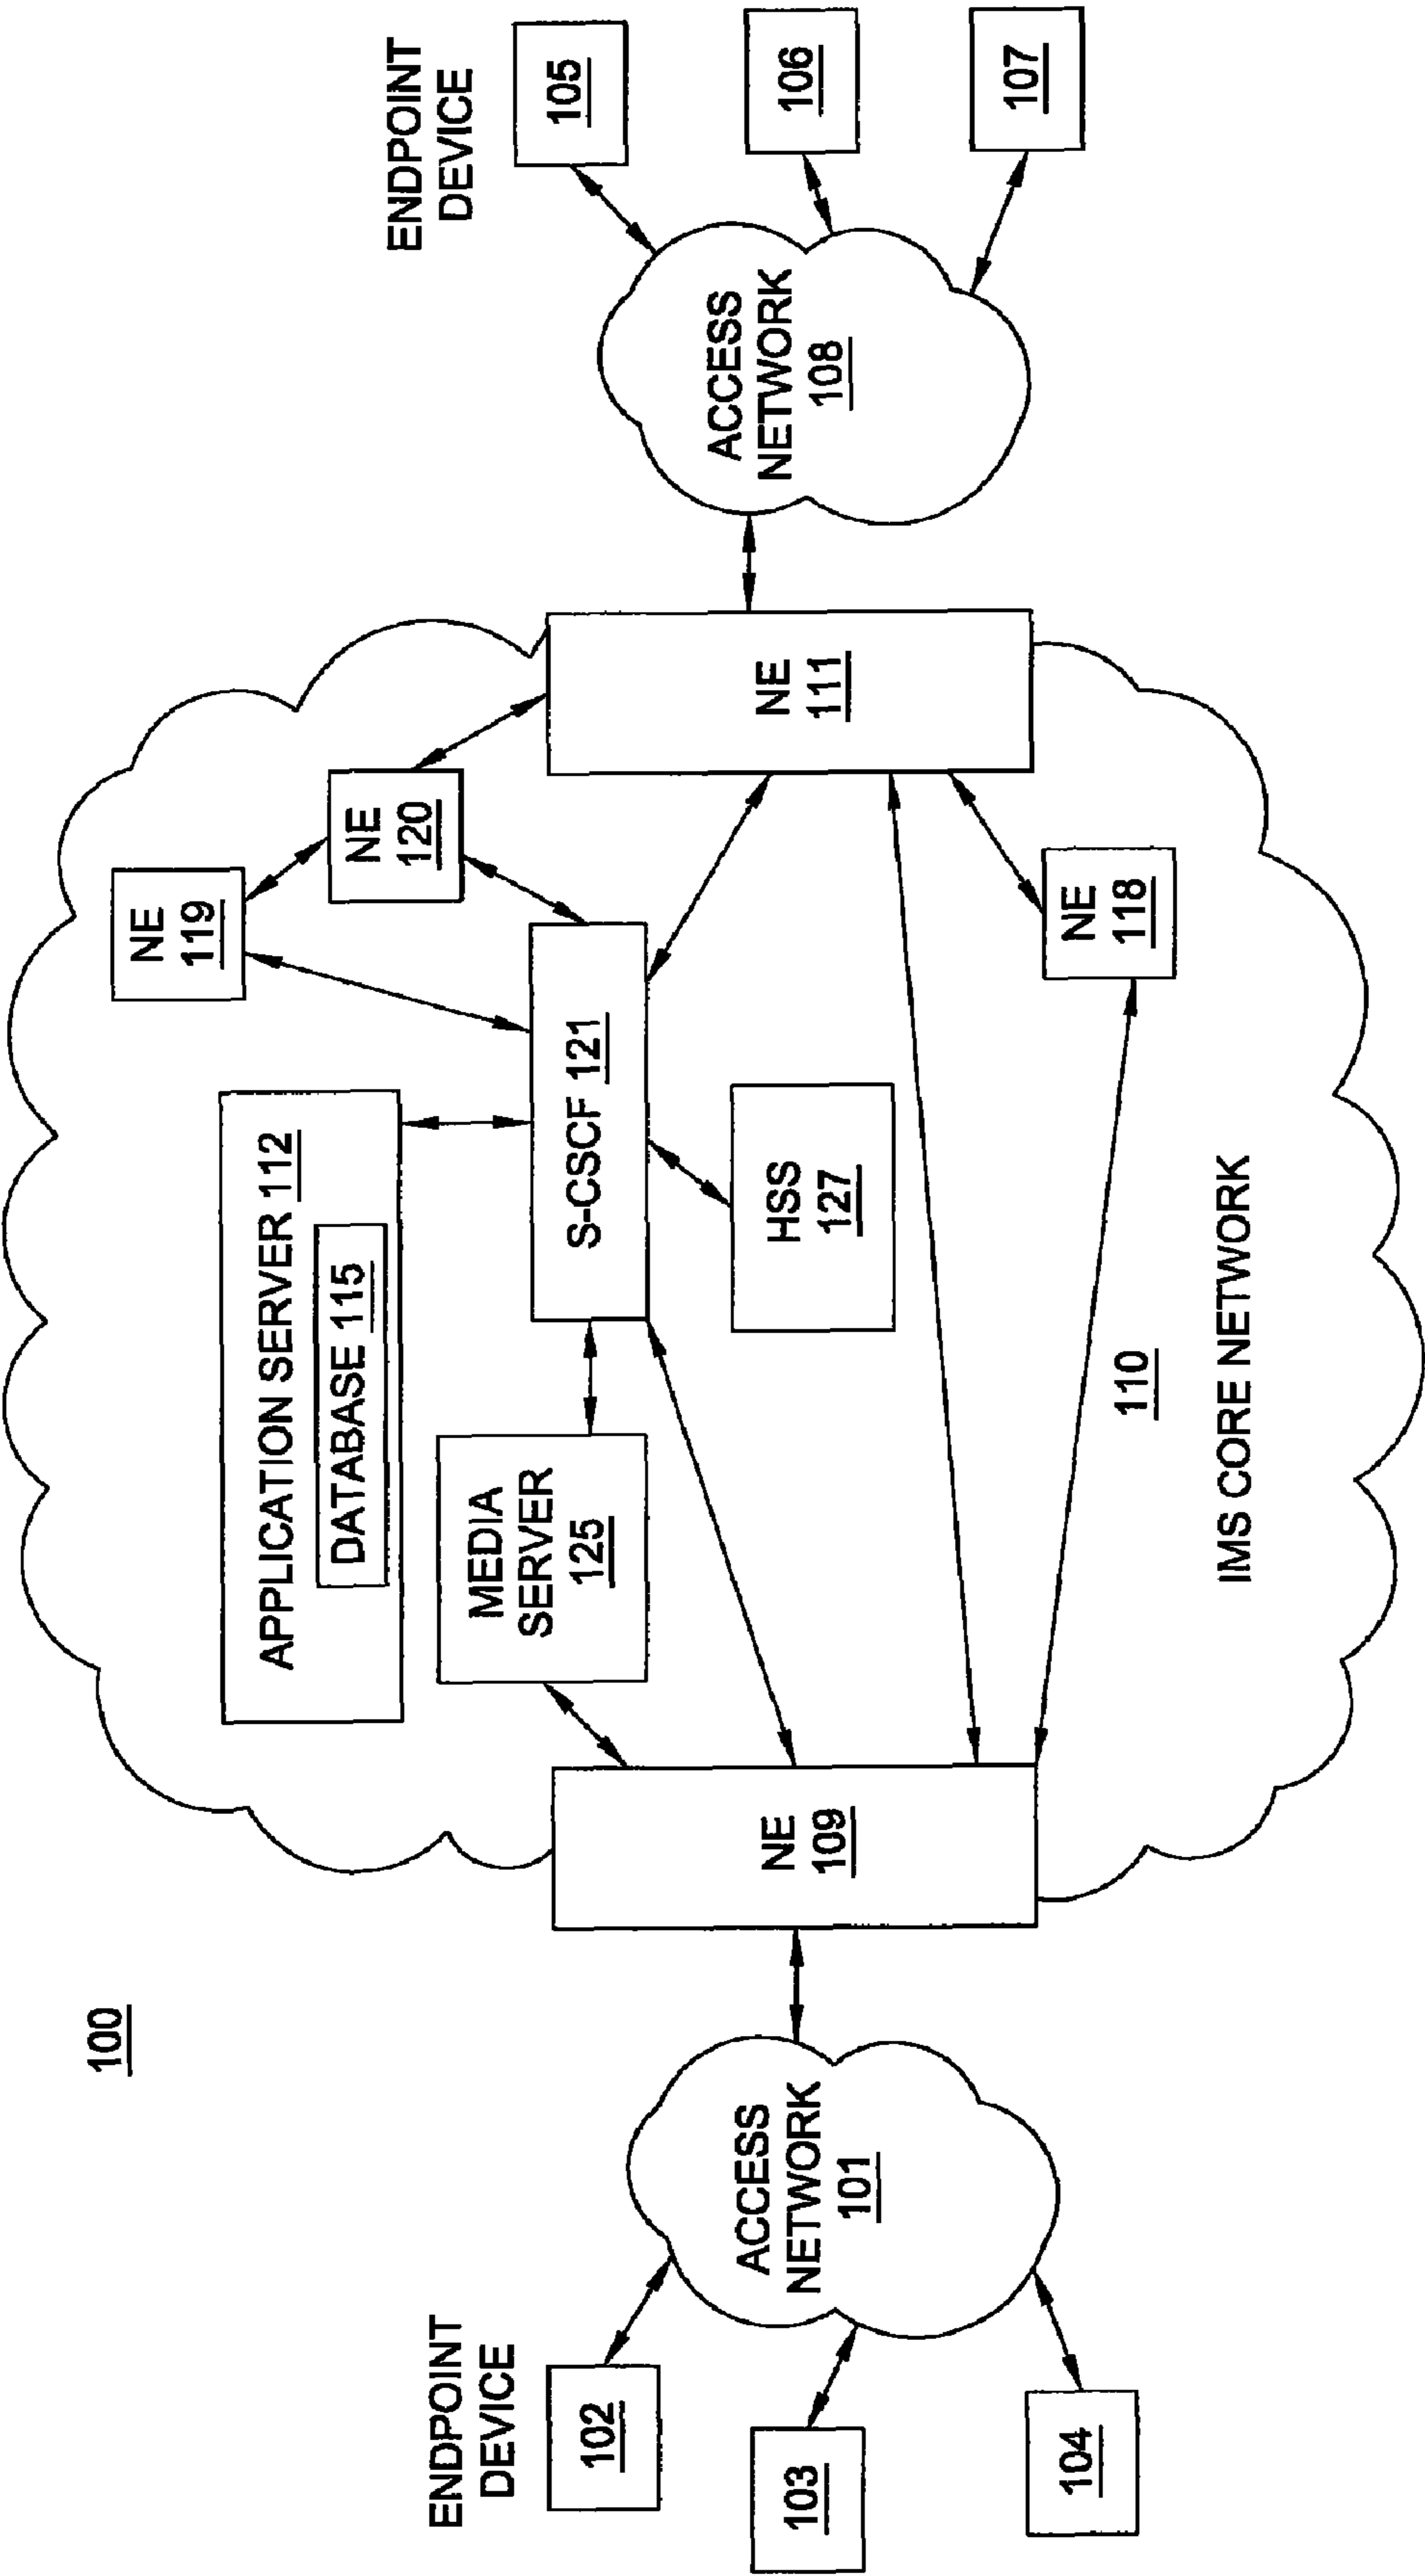 100
ENDPOINT
DEVICE
102
103
104
ACCESS
NETWORK
101
NE
109
APPLICATION SERVER 112
DATABASE 115
MEDIA
SERVER
125
S-CSCF 121
HSS
127
NE
119
NE
120
NE
118
NE
111
110
IMS CORE NETWORK
ACCESS
NETWORK
108
ENDPOINT
DEVICE
105
106
107